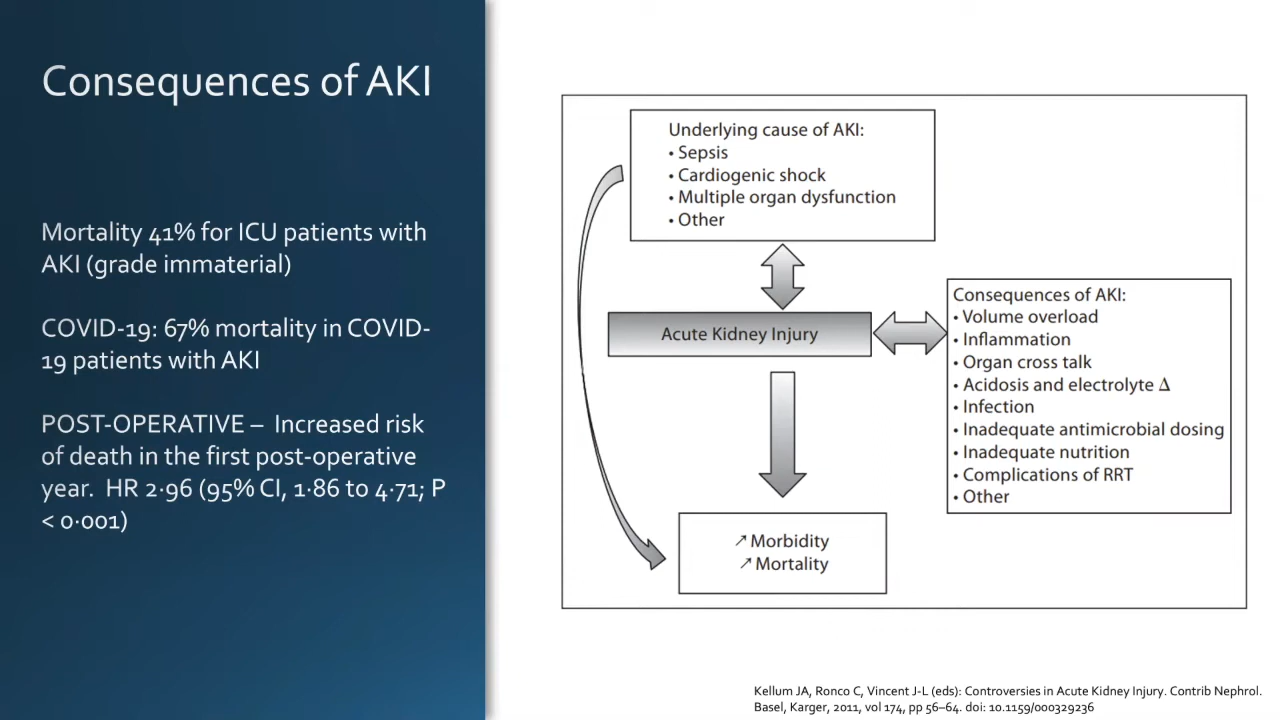 Consequences of AKI
Mortality 41% for ICU patients with
AKI (grade immaterial)
COVID-19: 67% mortality in COVID-
19 patients with AKI
POST-OPERATIVE – Increased risk
of death in the first post-operative
year. HR 2·96 (95% CI, 1·86 to 4·71; P
< 0·001)
Underlying cause of AKI:
• Sepsis
• Cardiogenic shock
• Multiple organ dysfunction
• Other
Acute Kidney Injury
Consequences of AKI:
• Volume overload
• Inflammation
• Organ cross talk
• Acidosis and electrolyte Δ
• Infection
• Inadequate antimicrobial dosing
• Inadequate nutrition
• Complications of RRT
• Other
↗ Morbidity
↗ Mortality
Kellum JA, Ronco C, Vincent J-L (eds): Controversies in Acute Kidney Injury. Contrib Nephrol.
Basel, Karger, 2011, vol 174, pp 56–64. doi: 10.1159/000329236